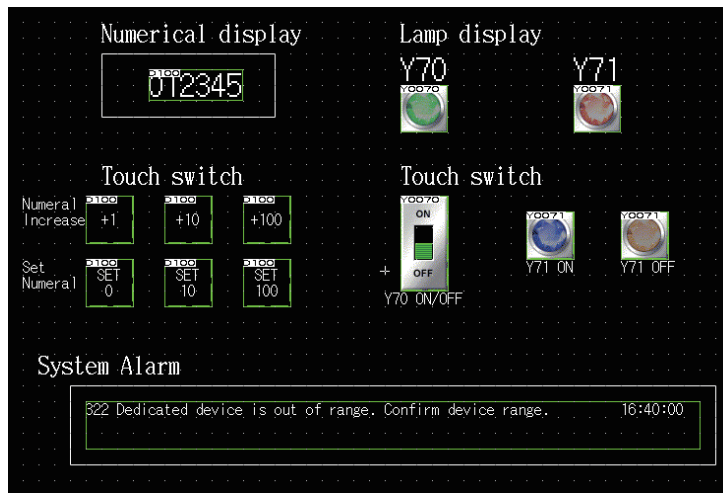 Numerical display
Lamp display
D100
012345
Y70
Y0070
Y71
Y0071
Touch switch
Touch switch
Numeral
Increase
D100
+1
D100
+10
D100
+100
Y0070
ON
OFF
Y70 ON/OFF
Y0071
Y71 ON
Y0071
Y71 OFF
Set
Numeral
D100
SET
0
D100
SET
10
D100
SET
100
System Alarm
322 Dedicated device is out of range. Confirm device range. 16:40:00